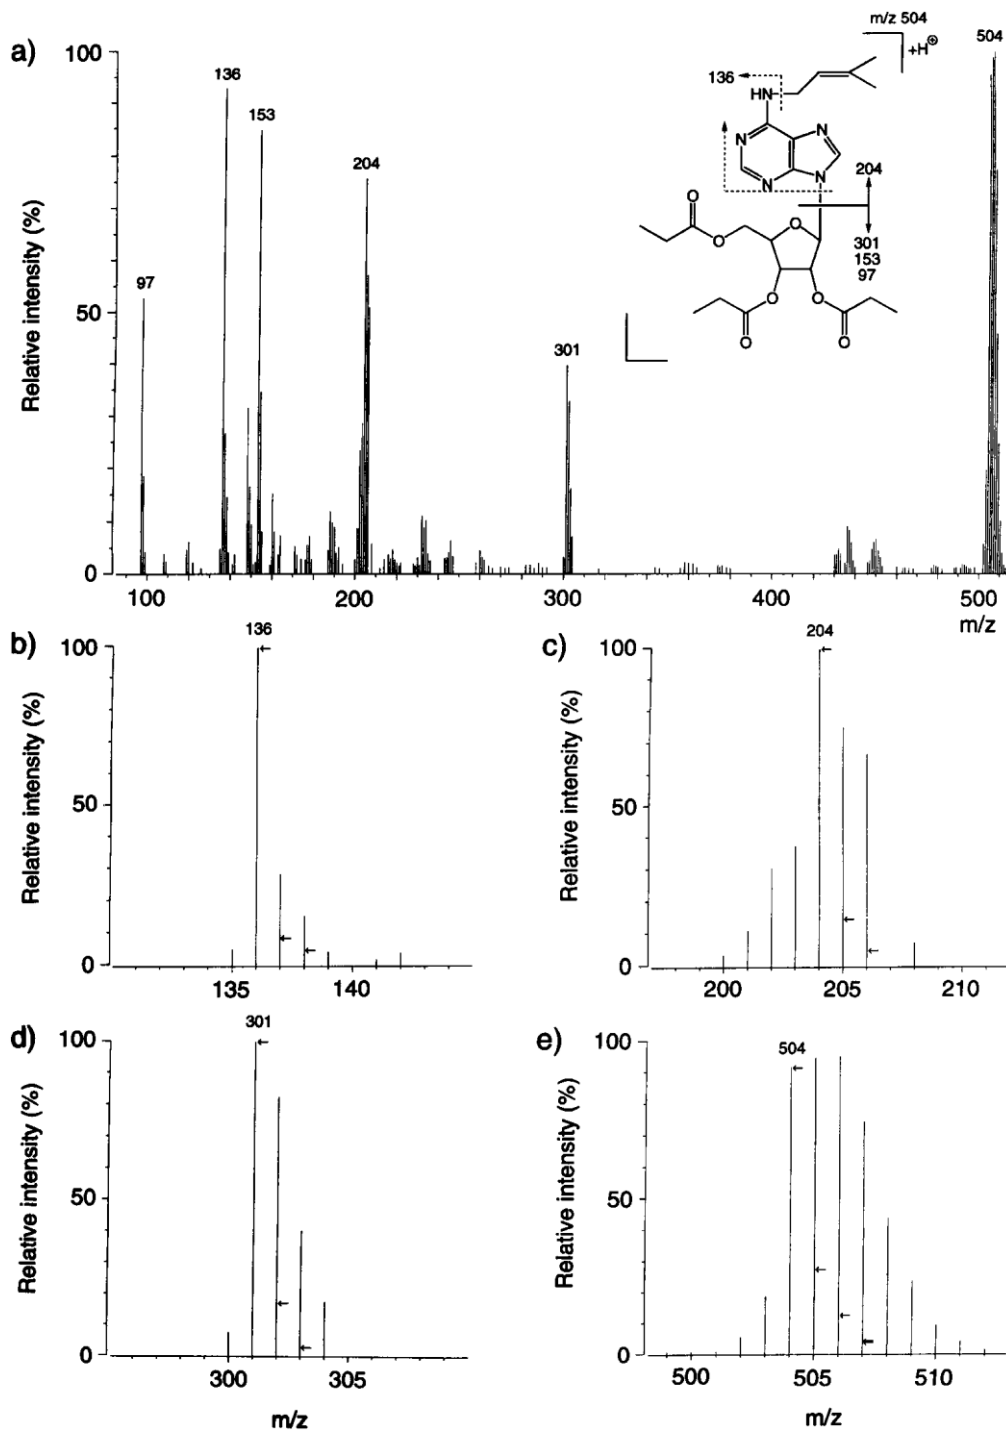 a)
100
50
0
Relative intensity (%)
97
136
153
204
301
504
100
200
300
400
500
m/z
m/z 504
+H⊕
136
HN
N
N
N
N
204
301
153
97
O
O
O
O
O
O
O
b)
136
100
50
0
Relative intensity (%)
135
140
c)
204
100
50
0
Relative intensity (%)
200
205
210
d)
301
100
50
0
Relative intensity (%)
300
305
m/z
e)
504
100
50
0
Relative intensity (%)
500
505
510
m/z